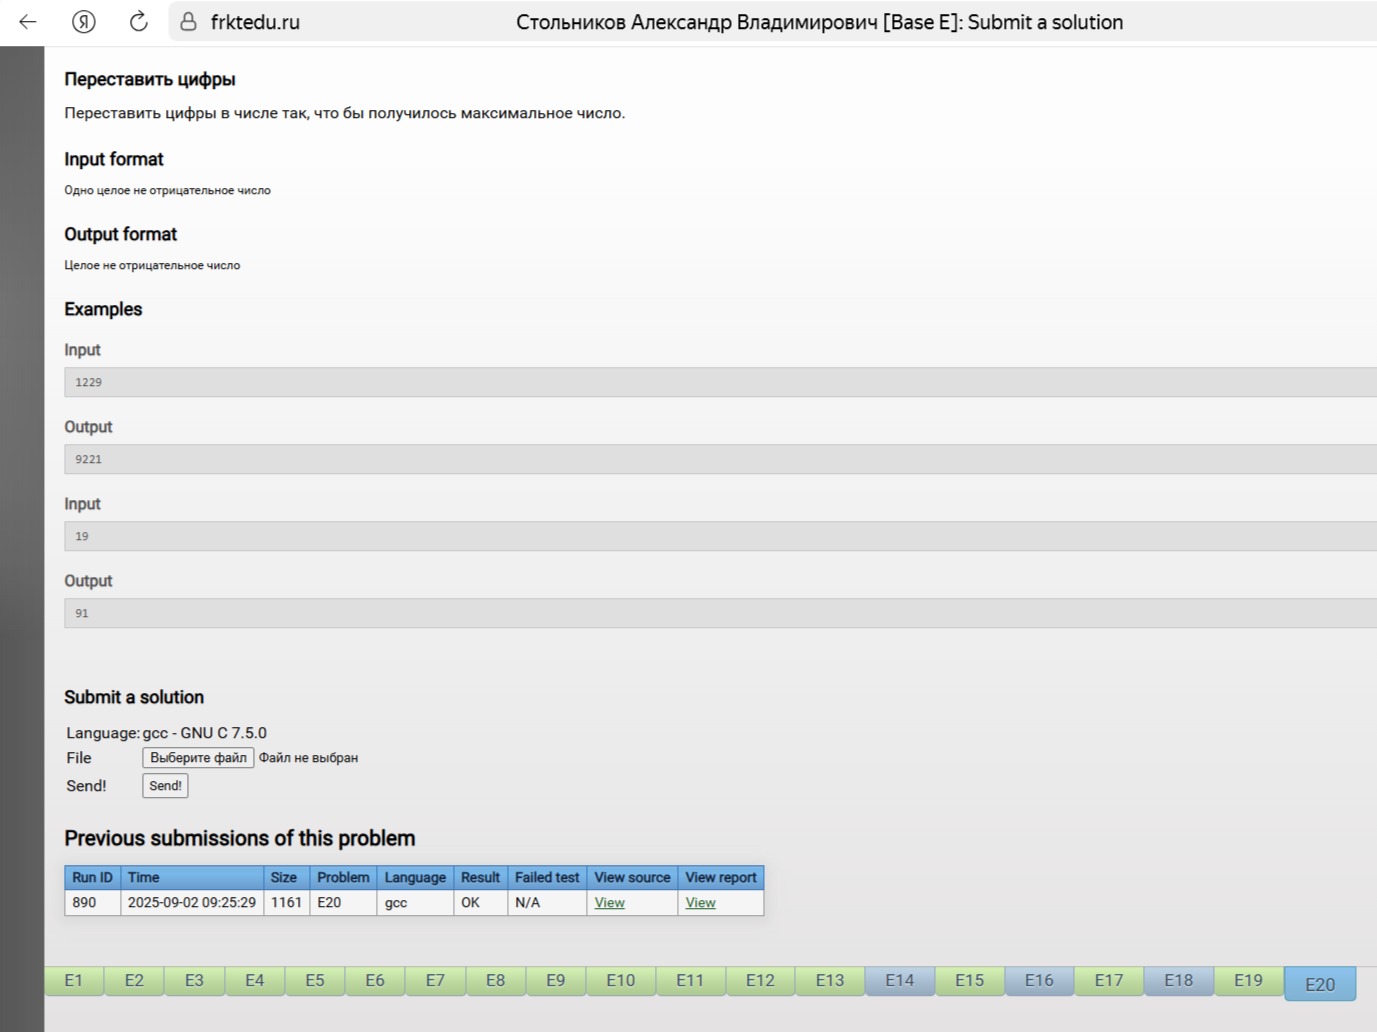 frktedu.ru
Стольников Александр Владимирович [Base E]: Submit a solution
Переставить цифры
Переставить цифры в числе так, что бы получилось максимальное число.
Input format
Одно целое не отрицательное число
Output format
Целое не отрицательное число
Examples
Input
1229
Output
9221
Input
19
Output
91
Submit a solution
Language: gcc - GNU C 7.5.0
File Выберите файл Файл не выбран
Send! Send!
Previous submissions of this problem
Run ID Time Size Problem Language Result Failed test View source View report
890 2025-09-02 09:25:29 1161 E20 gcc OK N/A View View
E1 E2 E3 E4 E5 E6 E7 E8 E9 E10 E11 E12 E13 E14 E15 E16 E17 E18 E19 E20